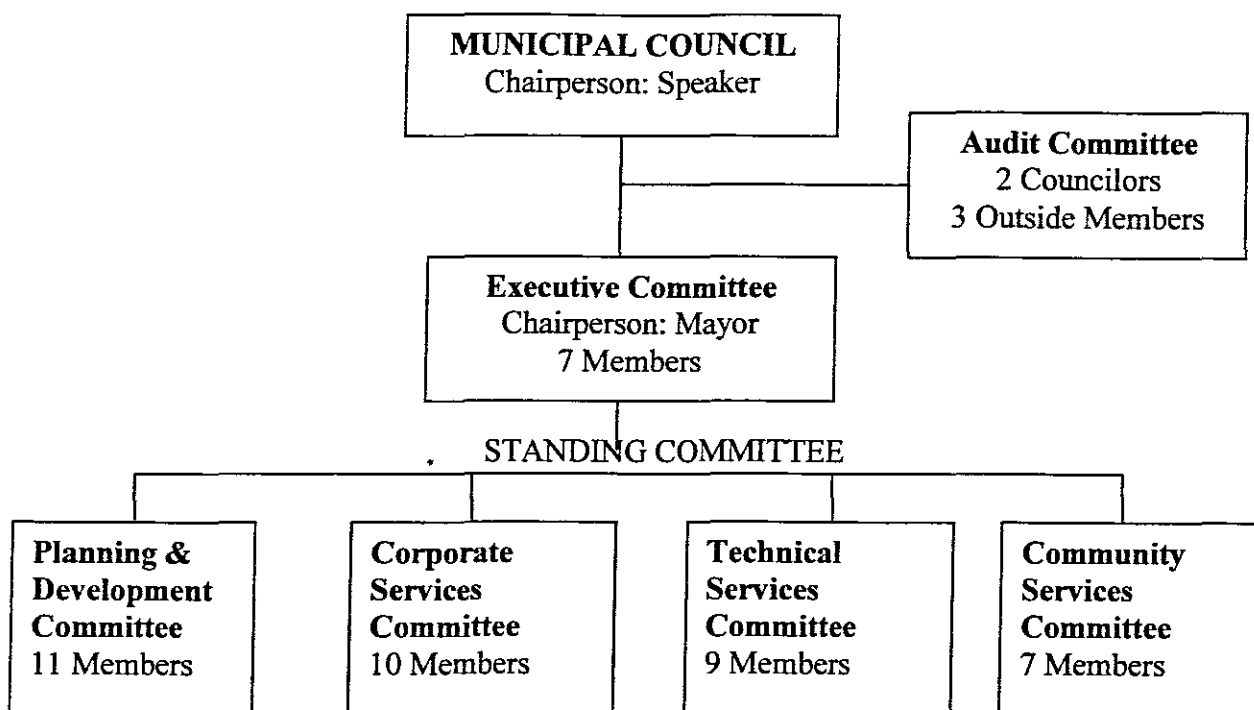 MUNICIPAL COUNCIL
Chairperson: Speaker
Audit Committee
2 Councilors
3 Outside Members
Executive Committee
Chairperson: Mayor
7 Members
STANDING COMMITTEE
Planning &
Development
Committee
11 Members
Corporate
Services
Committee
10 Members
Technical
Services
Committee
9 Members
Community
Services
Committee
7 Members